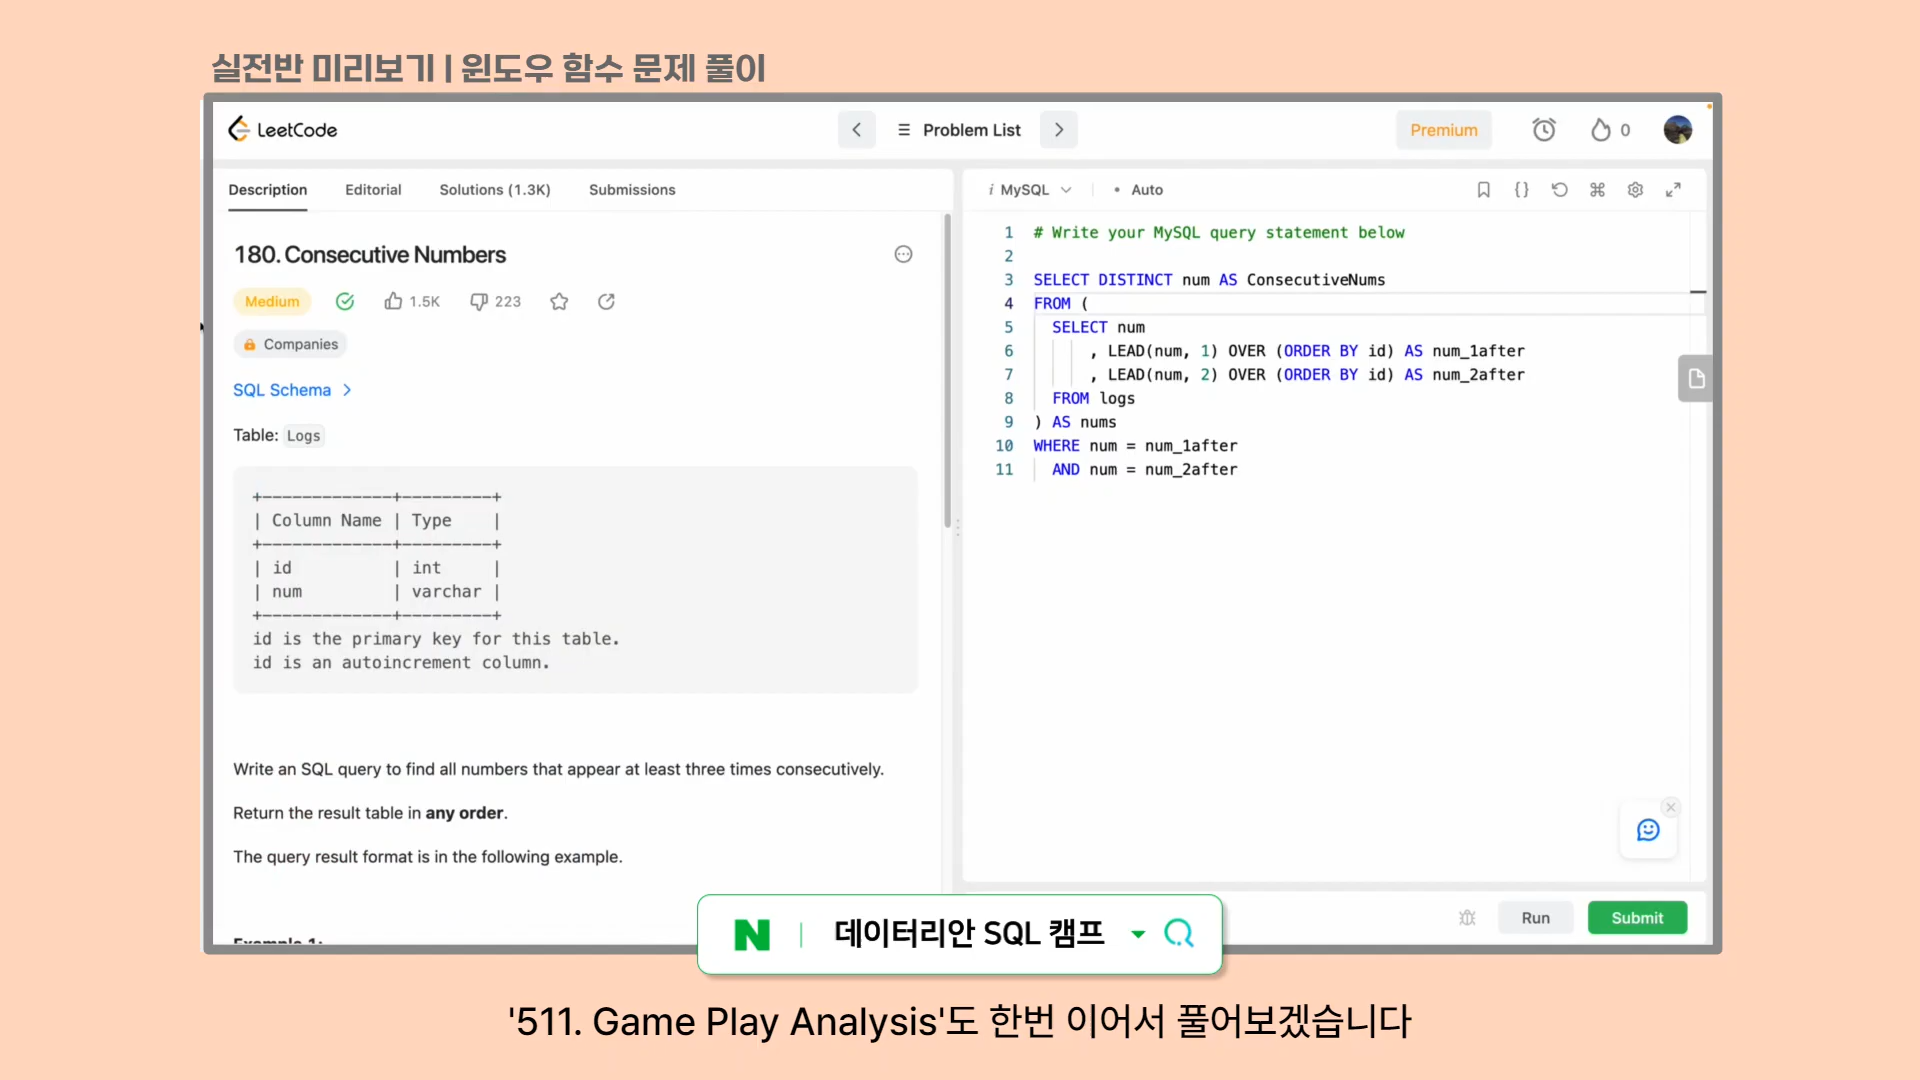 실전반 미리보기 | 윈도우 함수 문제 풀이
LeetCode
Problem List
Premium
0
Description
Editorial
Solutions (1.3K)
Submissions
180. Consecutive Numbers
Medium
1.5K
223
Companies
SQL Schema
Table: Logs
+-------------+---------+
| Column Name | Type    |
+-------------+---------+
| id          | int     |
| num         | varchar |
+-------------+---------+
id is the primary key for this table.
id is an autoincrement column.
Write an SQL query to find all numbers that appear at least three times consecutively.
Return the result table in any order.
The query result format is in the following example.
Example 1:
i MySQL
• Auto
{}
1 # Write your MySQL query statement below
2
3 SELECT DISTINCT num AS ConsecutiveNums
4 FROM (
5   SELECT num
6       , LEAD(num, 1) OVER (ORDER BY id) AS num_1after
7       , LEAD(num, 2) OVER (ORDER BY id) AS num_2after
8   FROM logs
9 ) AS nums
10 WHERE num = num_1after
11   AND num = num_2after
Run
Submit
N | 데이터리안 SQL 캠프
'511. Game Play Analysis'도 한번 이어서 풀어보겠습니다